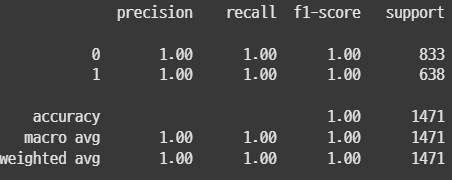 precision recall f1-score support
0 1.00 1.00 1.00 833
1 1.00 1.00 1.00 638
accuracy 1.00 1471
macro avg 1.00 1.00 1.00 1471
weighted avg 1.00 1.00 1.00 1471